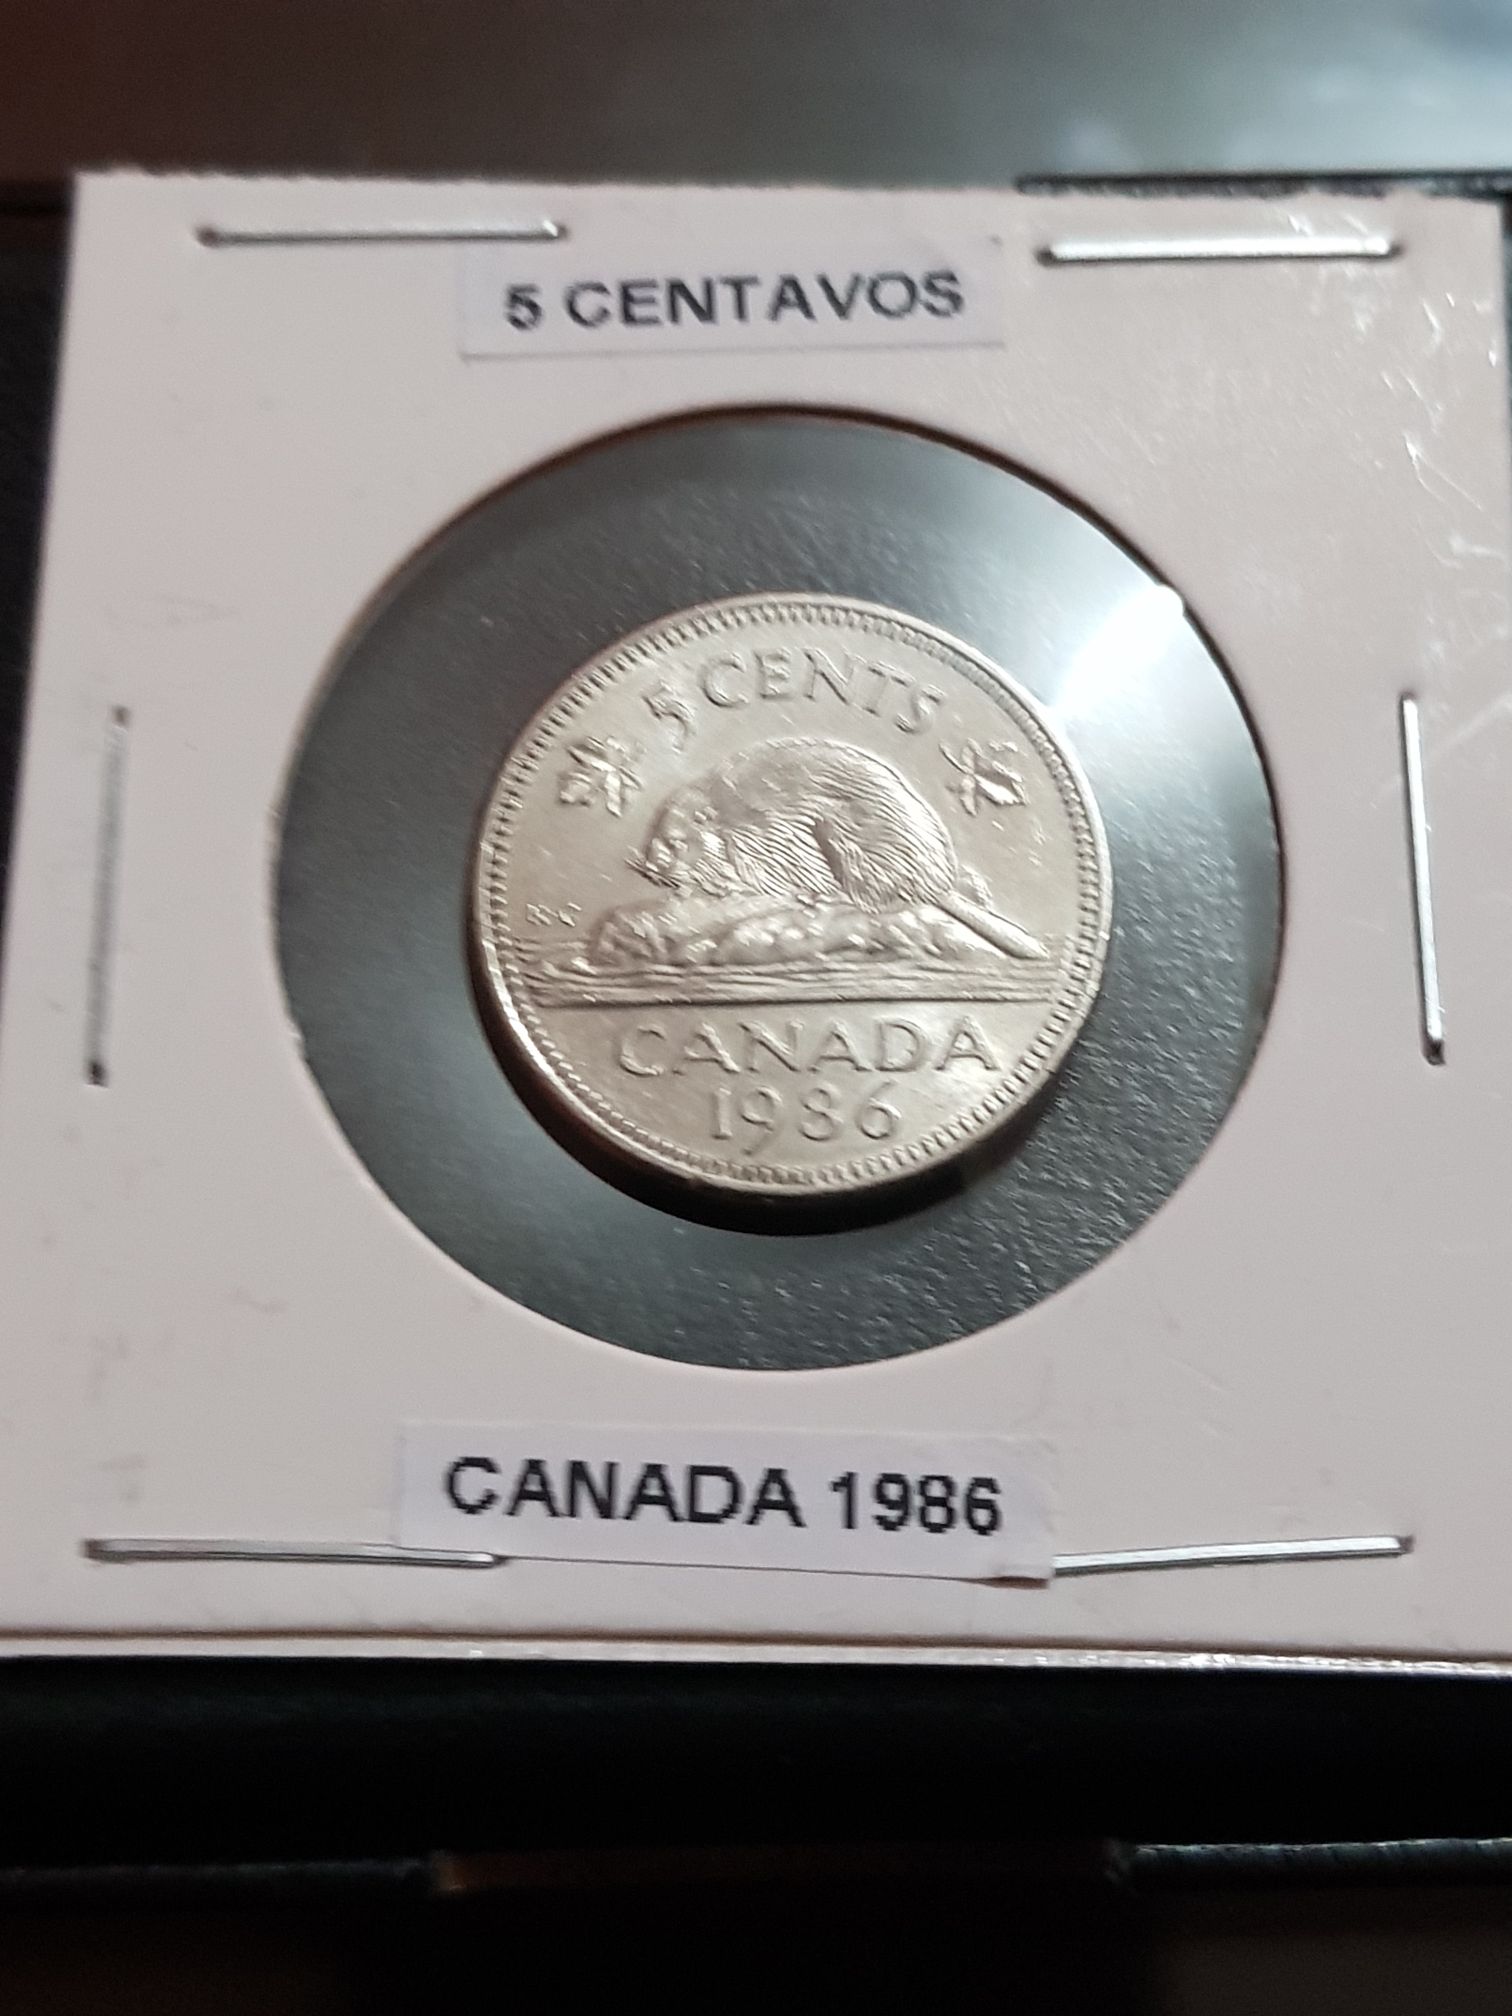 5 CENTAVOS
5 CENTS
K G
CANADA
1986
CANADA 1986